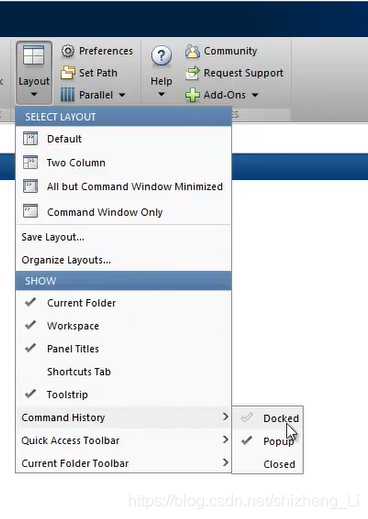 Preferences
Community
Set Path
Request Support
Layout
Parallel
Help
Add-Ons
SELECT LAYOUT
Default
Two Column
All but Command Window Minimized
Command Window Only
Save Layout...
Organize Layouts...
SHOW
Current Folder
Workspace
Panel Titles
Shortcuts Tab
Toolstrip
Command History
Docked
Quick Access Toolbar
Popup
Current Folder Toolbar
Closed
https://blog.csdn.net/shizheng_Li